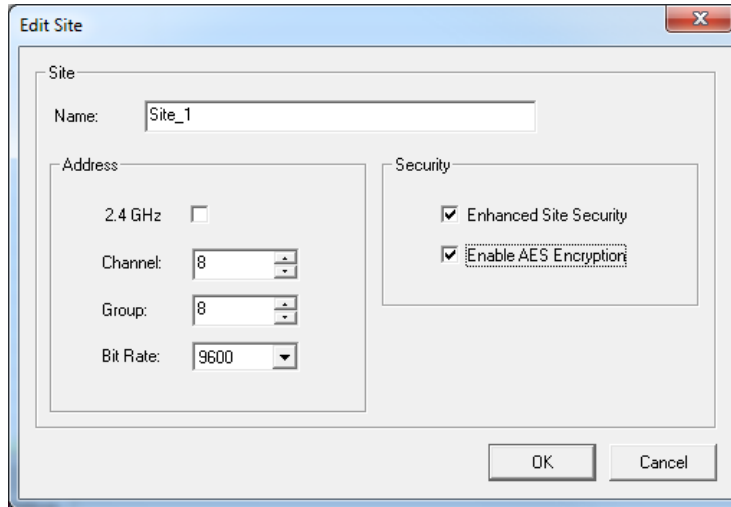 Edit Site
Site
Name: Site_1
Address
2.4 GHz
Channel: 8
Group: 8
Bit Rate: 9600
Security
Enhanced Site Security
Enable AES Encryption
OK Cancel